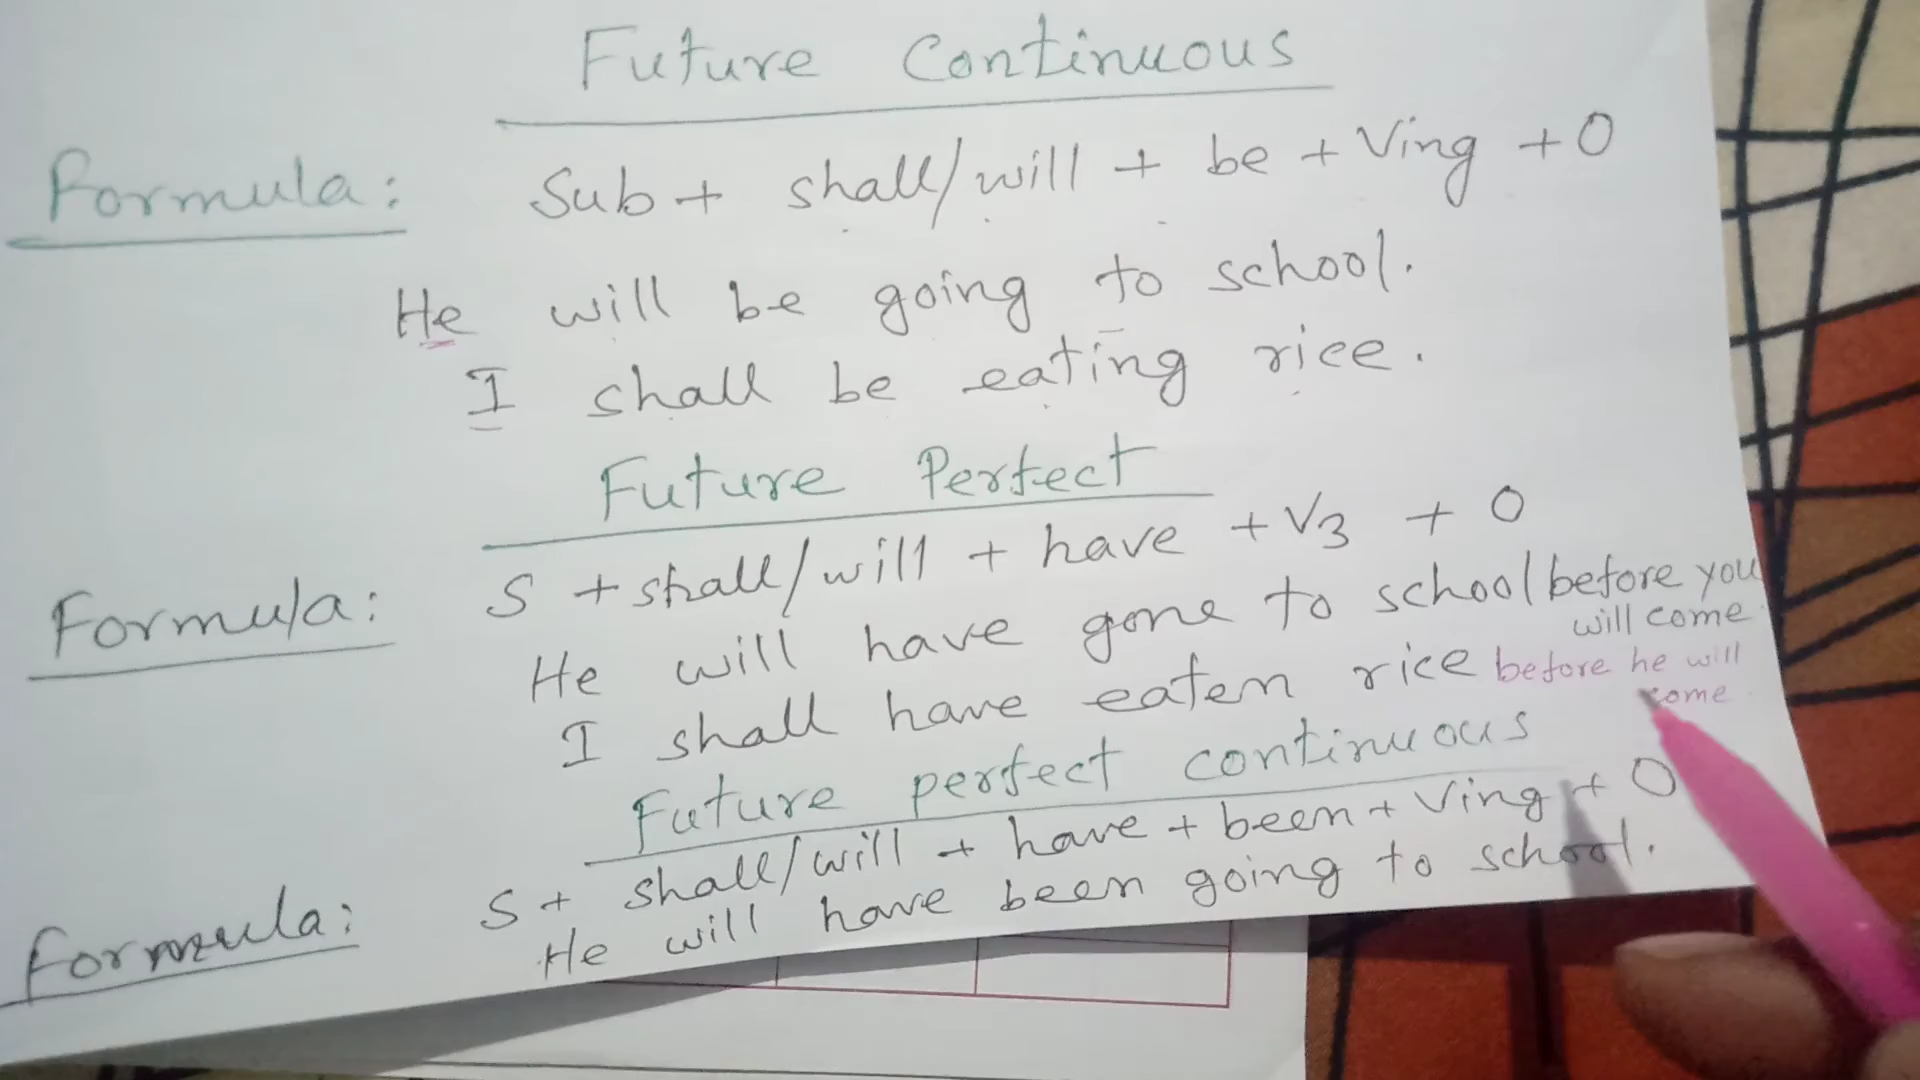 Future Continuous
Formula: Sub + shall/will + be + Ving + O
He will be going to school.
I shall be eating rice.
Future Perfect
Formula: S + shall/will + have + V3 + O
He will have gone to school before you
will come
I shall have eaten rice before he will
come
Future perfect continuous
Formula: S + shall/will + have + been + Ving + O
He will have been going to school.